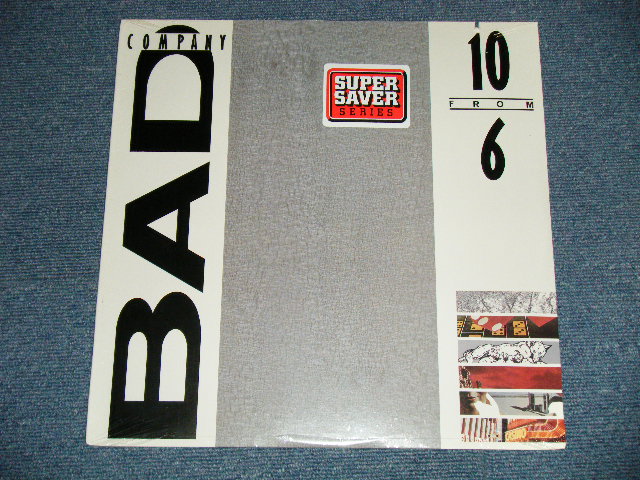 BAD
COMPANY
10
FROM
6
SUPER
SAVER
SERIES